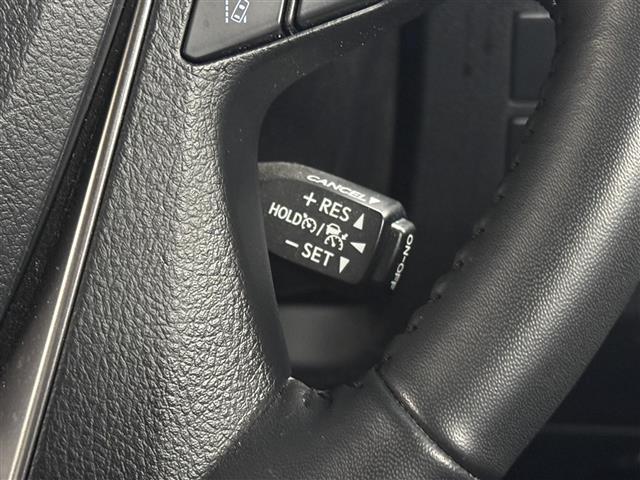 CANCEL▼
+ RES▲
HOLD / ◀
− SET▼
ON-OFF